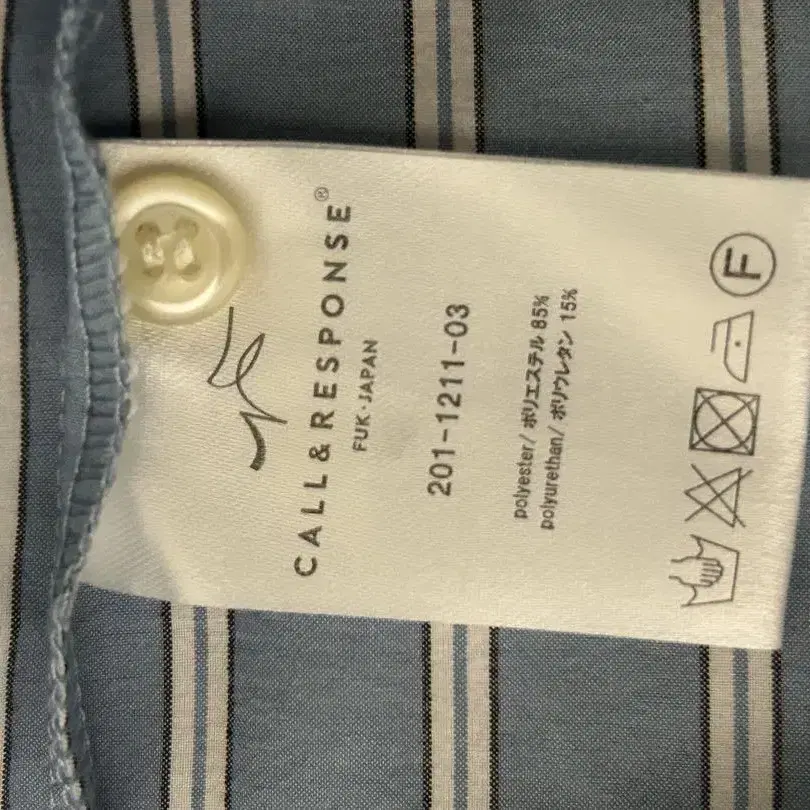 CALL&RESPONSE®
FUK·JAPAN
201-1211-03
polyester/ポリエステル 85%
polyurethan/ポリウレタン 15%
F